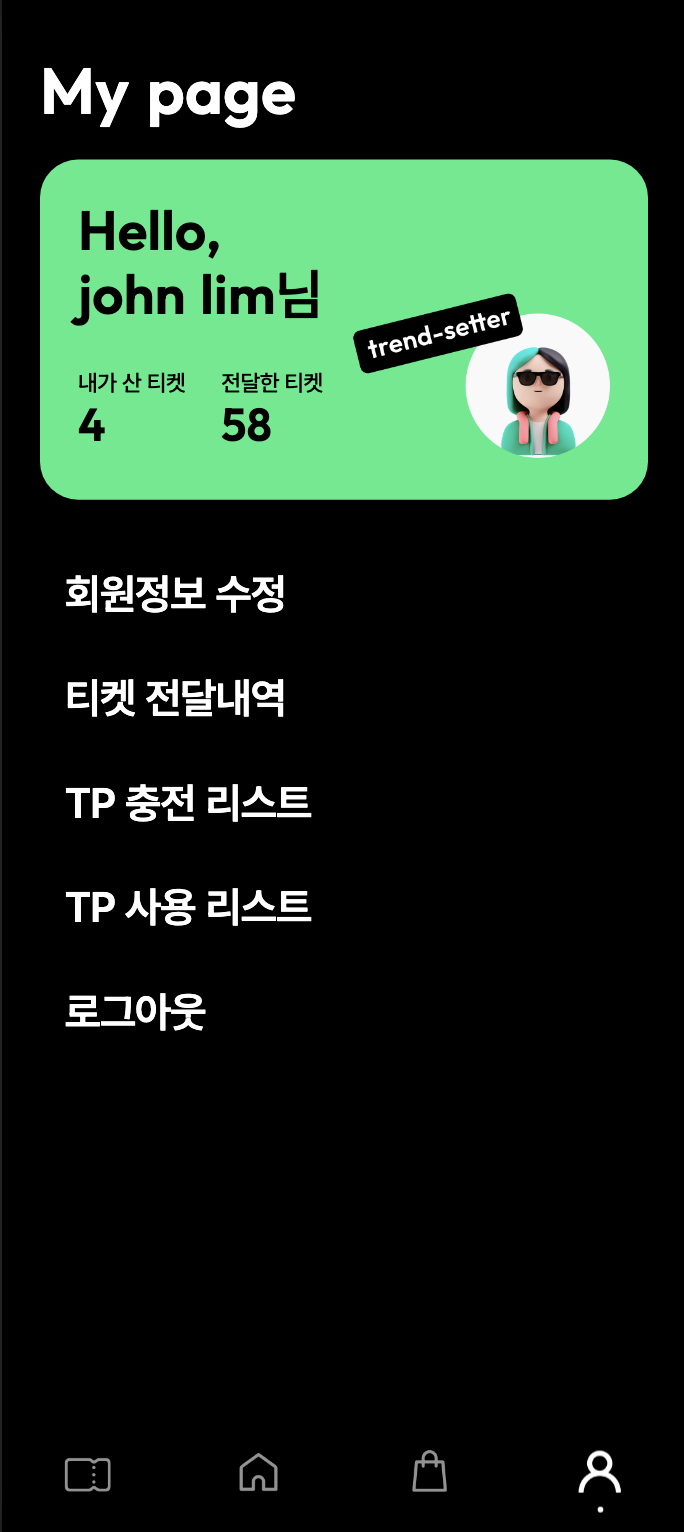 My page
Hello,
john lim님
trend-setter
내가 산 티켓 전달한 티켓
4 58
회원정보 수정
티켓 전달내역
TP 충전 리스트
TP 사용 리스트
로그아웃